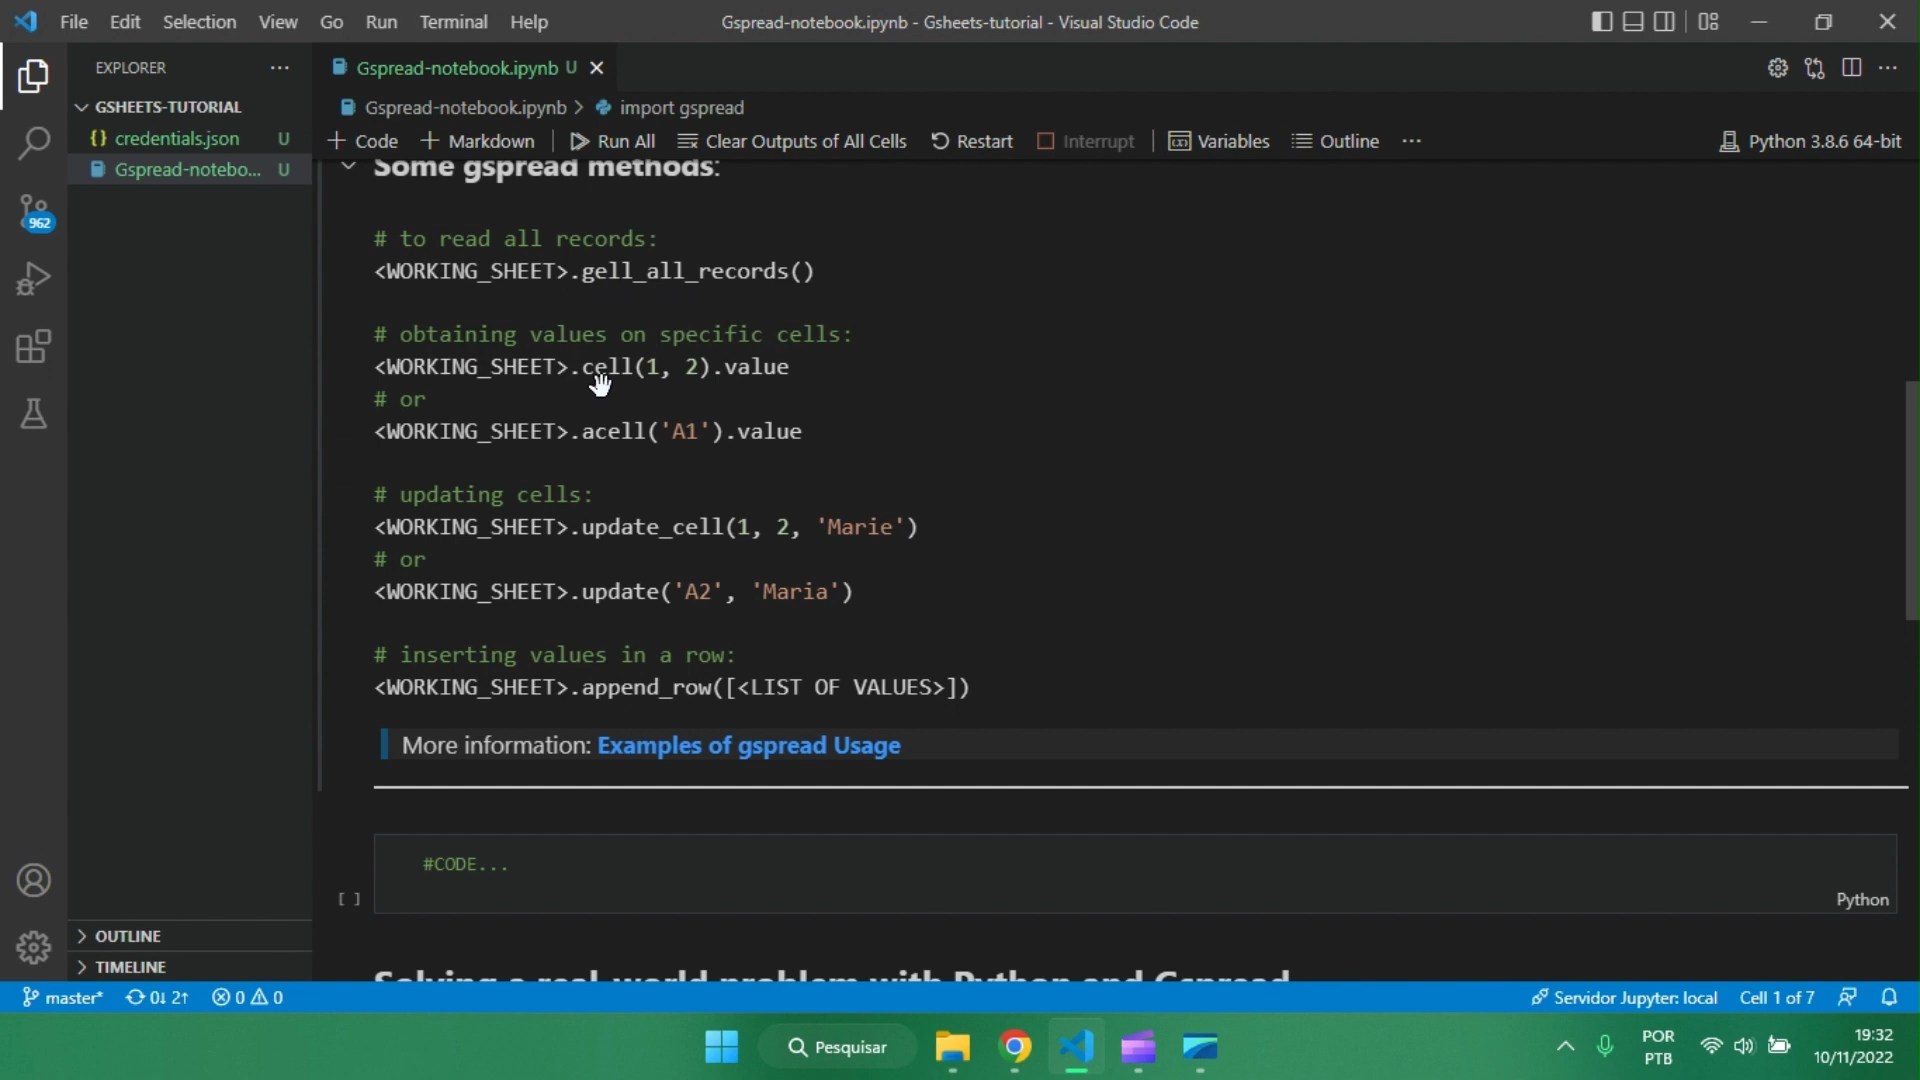 File Edit Selection View Go Run Terminal Help
Gspread-notebook.ipynb - Gsheets-tutorial - Visual Studio Code
EXPLORER
GSHEETS-TUTORIAL
{} credentials.json U
Gspread-notebo... U
962
OUTLINE
TIMELINE
Gspread-notebook.ipynb U
Gspread-notebook.ipynb > import gspread
+ Code + Markdown Run All Clear Outputs of All Cells Restart Interrupt Variables Outline ... Python 3.8.6 64-bit
Some gspread methods:
# to read all records:
<WORKING_SHEET>.gell_all_records()
# obtaining values on specific cells:
<WORKING_SHEET>.cell(1, 2).value
# or
<WORKING_SHEET>.acell('A1').value
# updating cells:
<WORKING_SHEET>.update_cell(1, 2, 'Marie')
# or
<WORKING_SHEET>.update('A2', 'Maria')
# inserting values in a row:
<WORKING_SHEET>.append_row([<LIST OF VALUES>])
More information: Examples of gspread Usage
#CODE...
[ ]
Python
Solving a real-world problem with Python and Gspread
master* 0↓ 2↑ 0 0
Servidor Jupyter: local Cell 1 of 7
Pesquisar
POR
PTB
19:32
10/11/2022